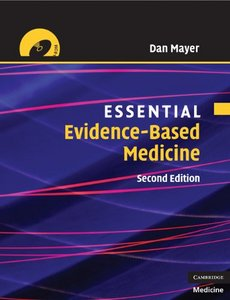 Dan Mayer
ESSENTIAL
Evidence-Based
Medicine
Second Edition
CAMBRIDGE
Medicine